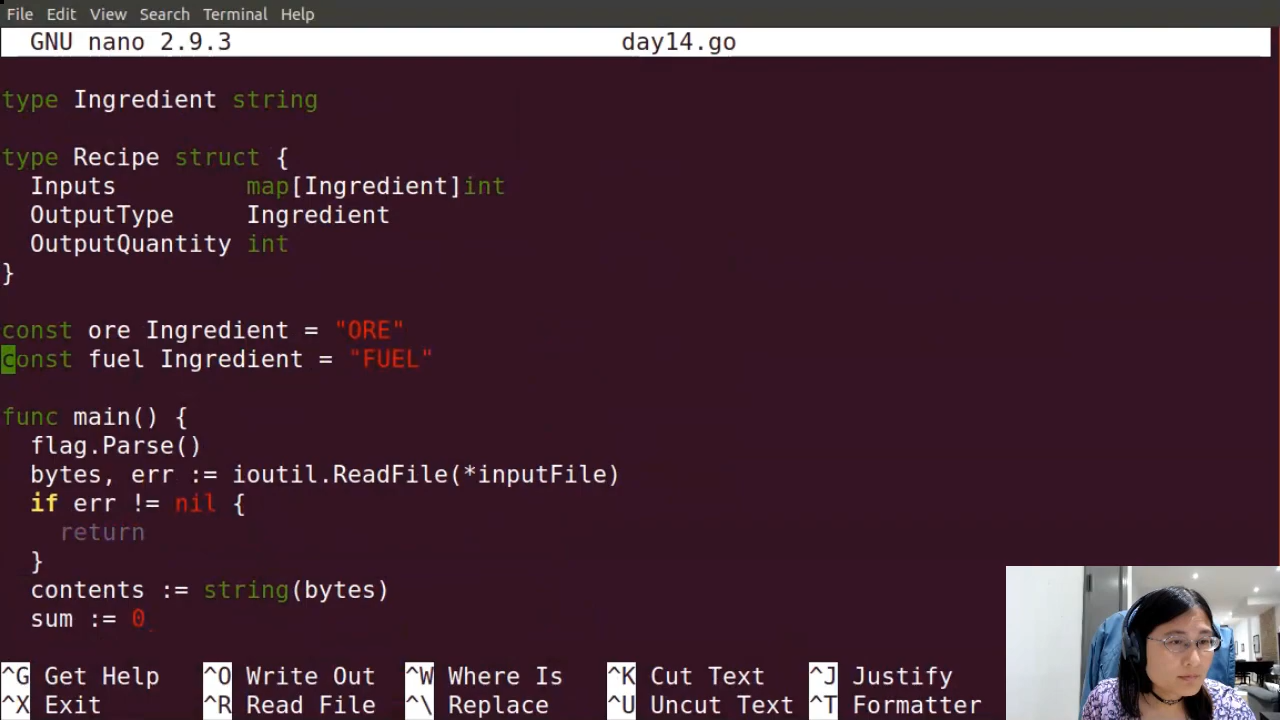 File Edit View Search Terminal Help
GNU nano 2.9.3 day14.go
type Ingredient string
type Recipe struct {
Inputs map[Ingredient]int
OutputType Ingredient
OutputQuantity int
}
const ore Ingredient = "ORE"
const fuel Ingredient = "FUEL"
func main() {
flag.Parse()
bytes, err := ioutil.ReadFile(*inputFile)
if err != nil {
return
}
contents := string(bytes)
sum := 0
^G Get Help ^O Write Out ^W Where Is ^K Cut Text ^J Justify
^X Exit ^R Read File ^\ Replace ^U Uncut Text ^T Formatter